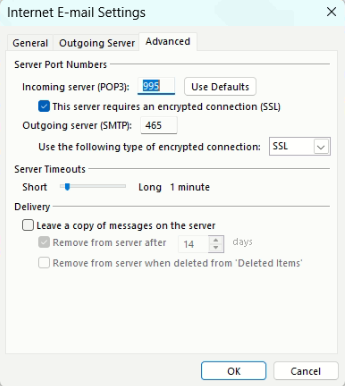 Internet E-mail Settings
General Outgoing Server Advanced
Server Port Numbers
Incoming server (POP3): 995 Use Defaults
This server requires an encrypted connection (SSL)
Outgoing server (SMTP): 465
Use the following type of encrypted connection: SSL
Server Timeouts
Short Long 1 minute
Delivery
Leave a copy of messages on the server
Remove from server after 14 days
Remove from server when deleted from 'Deleted Items'
OK Cancel